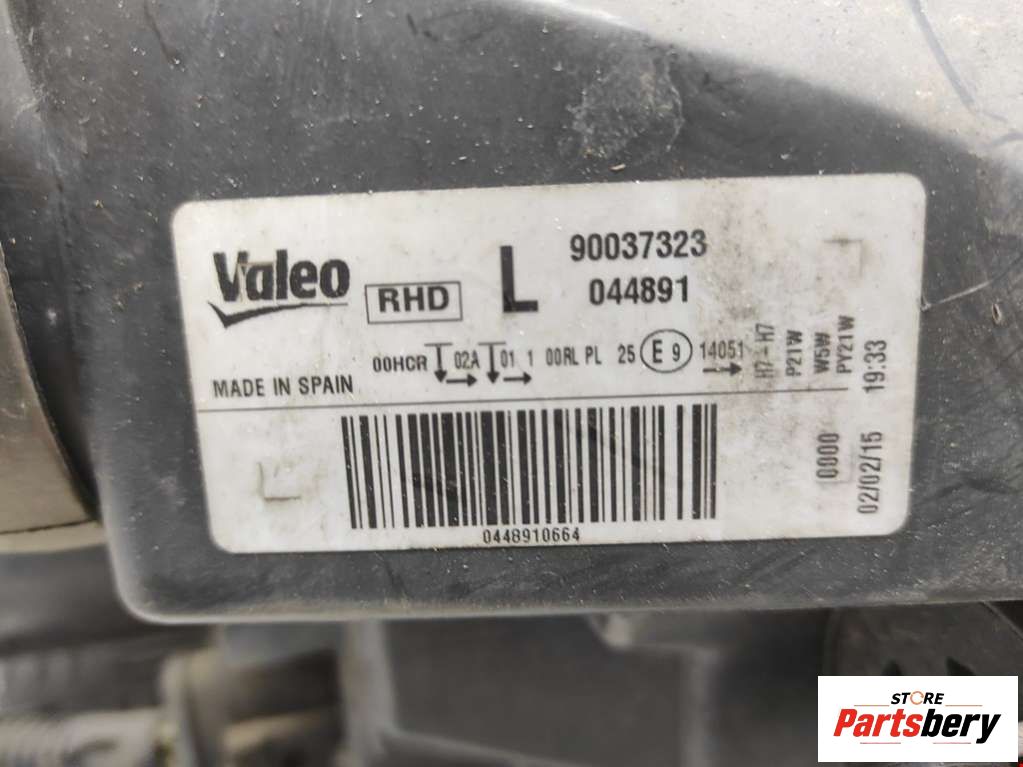 Valeo
RHD
L
90037323
044891
00HCR 02A 01 1 00RL PL 25 E9 14051
MADE IN SPAIN
H7 - H7
P21W
W5W
PY21W
0000
02/02/15 19:33
0448910664
STORE
Partsbery